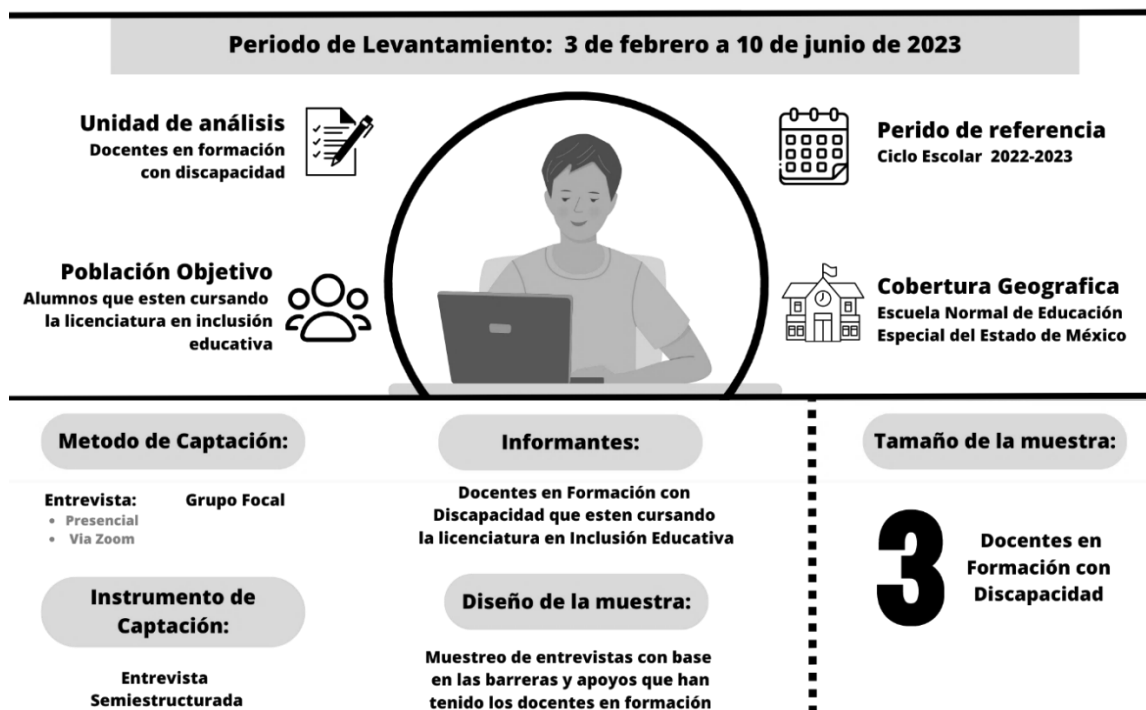 Periodo de Levantamiento: 3 de febrero a 10 de junio de 2023
Unidad de análisis
Docentes en formación
con discapacidad
Perido de referencia
Ciclo Escolar 2022-2023
Población Objetivo
Alumnos que esten cursando
la licenciatura en inclusión
educativa
Cobertura Geografica
Escuela Normal de Educación
Especial del Estado de México
Metodo de Captación:
Entrevista:
• Presencial
• Via Zoom
Grupo Focal
Instrumento de
Captación:
Entrevista
Semiestructurada
Informantes:
Docentes en Formación con
Discapacidad que esten cursando
la licenciatura en Inclusión Educativa
Diseño de la muestra:
Muestreo de entrevistas con base
en las barreras y apoyos que han
tenido los docentes en formación
Tamaño de la muestra:
3
Docentes en
Formación con
Discapacidad